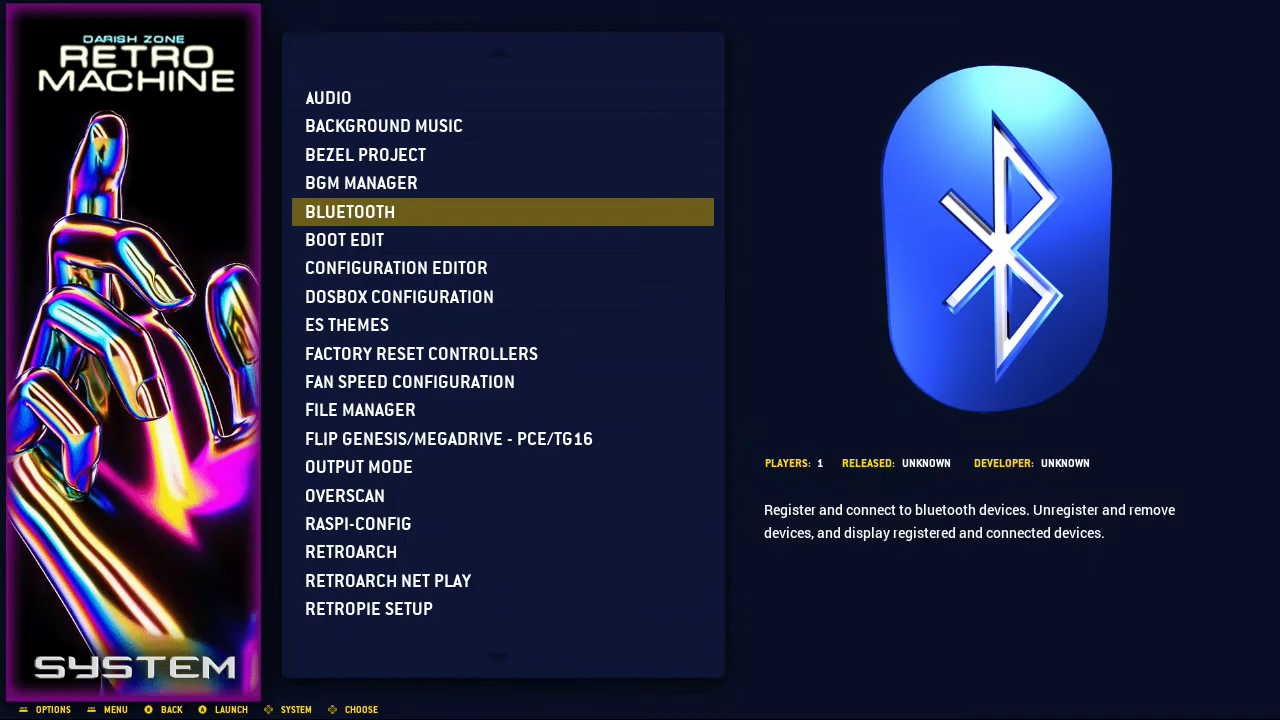 DARISH ZONE
RETRO
MACHINE
SYSTEM
AUDIO
BACKGROUND MUSIC
BEZEL PROJECT
BGM MANAGER
BLUETOOTH
BOOT EDIT
CONFIGURATION EDITOR
DOSBOX CONFIGURATION
ES THEMES
FACTORY RESET CONTROLLERS
FAN SPEED CONFIGURATION
FILE MANAGER
FLIP GENESIS/MEGADRIVE - PCE/TG16
OUTPUT MODE
OVERSCAN
RASPI-CONFIG
RETROARCH
RETROARCH NET PLAY
RETROPIE SETUP
PLAYERS: 1 RELEASED: UNKNOWN DEVELOPER: UNKNOWN
Register and connect to bluetooth devices. Unregister and remove
devices, and display registered and connected devices.
OPTIONS MENU BACK LAUNCH SYSTEM CHOOSE